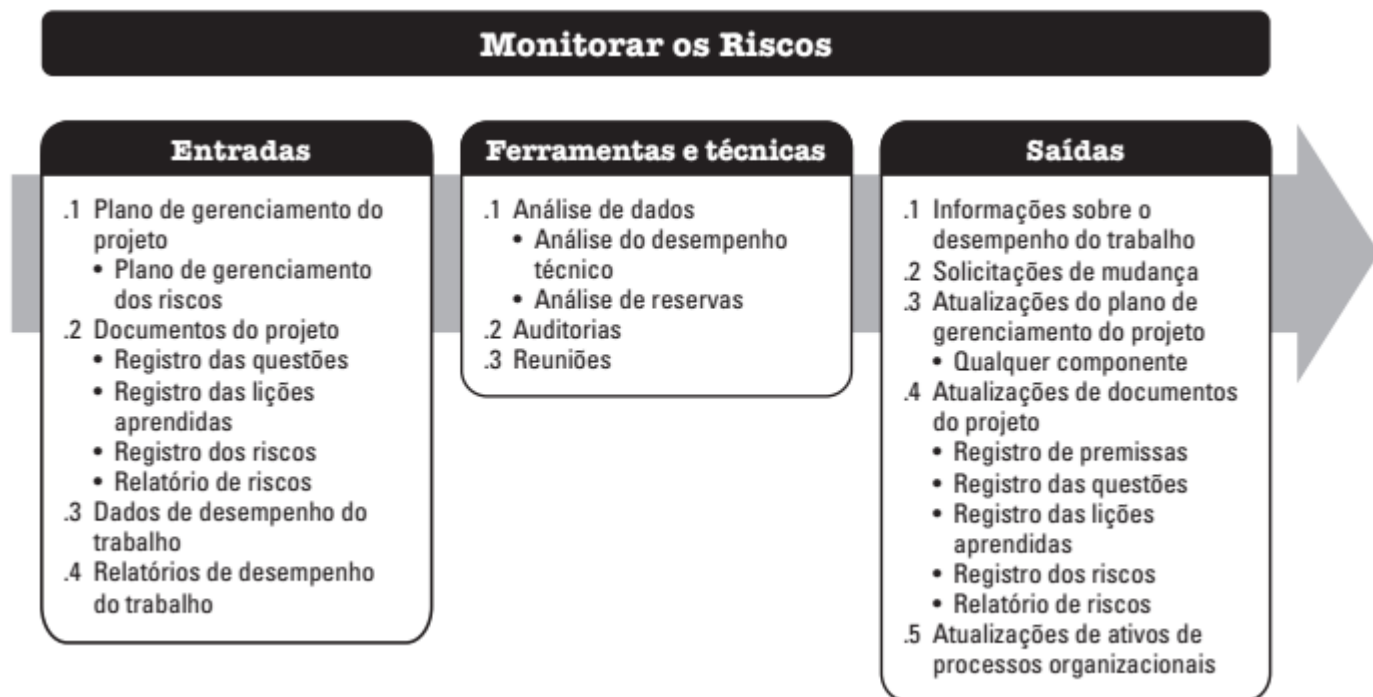 Monitorar os Riscos
Entradas
.1 Plano de gerenciamento do
projeto
• Plano de gerenciamento
dos riscos
.2 Documentos do projeto
• Registro das questões
• Registro das lições
aprendidas
• Registro dos riscos
• Relatório de riscos
.3 Dados de desempenho do
trabalho
.4 Relatórios de desempenho
do trabalho
Ferramentas e técnicas
.1 Análise de dados
• Análise do desempenho
técnico
• Análise de reservas
.2 Auditorias
.3 Reuniões
Saídas
.1 Informações sobre o
desempenho do trabalho
.2 Solicitações de mudança
.3 Atualizações do plano de
gerenciamento do projeto
• Qualquer componente
.4 Atualizações de documentos
do projeto
• Registro de premissas
• Registro das questões
• Registro das lições
aprendidas
• Registro dos riscos
• Relatório de riscos
.5 Atualizações de ativos de
processos organizacionais